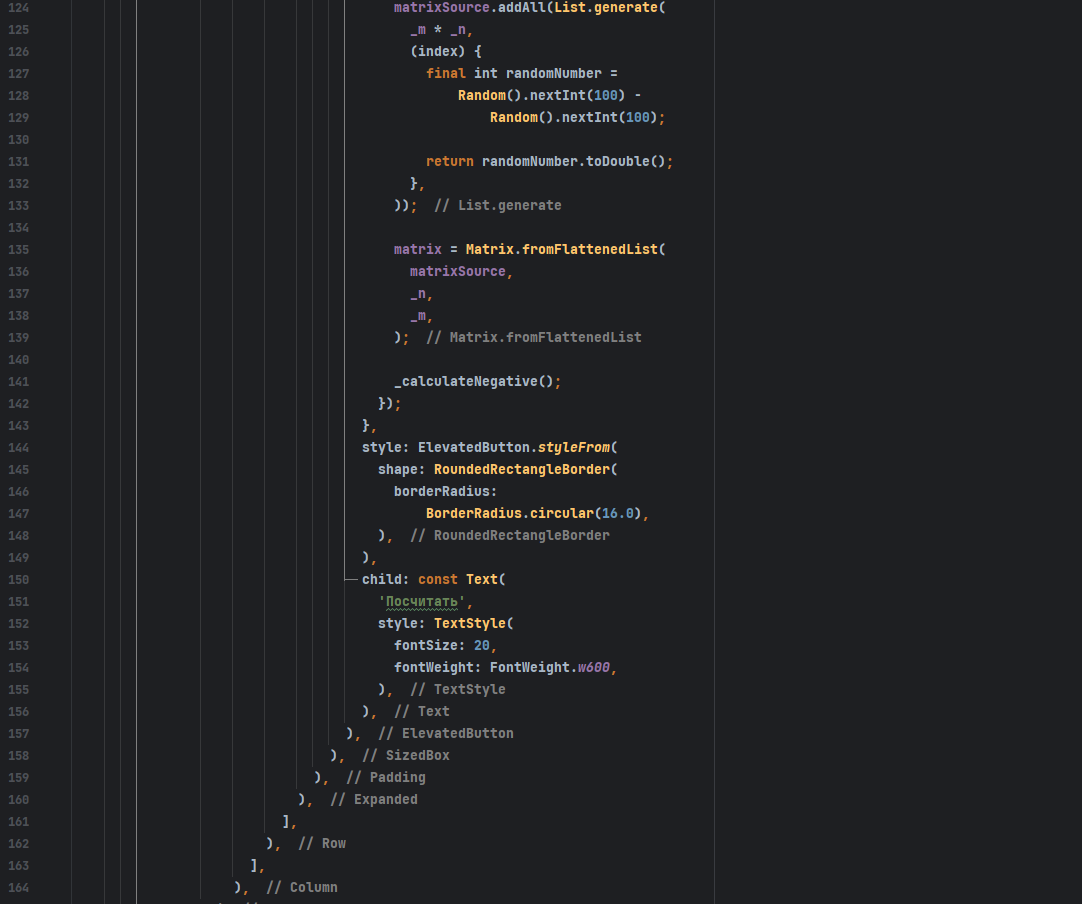 124 matrixSource.addAll(List.generate(
125 _m * _n,
126 (index) {
127 final int randomNumber =
128 Random().nextInt(100) -
129 Random().nextInt(100);
130
131 return randomNumber.toDouble();
132 },
133 )); // List.generate
134
135 matrix = Matrix.fromFlattenedList(
136 matrixSource,
137 _n,
138 _m,
139 ); // Matrix.fromFlattenedList
140
141 _calculateNegative();
142 });
143 },
144 style: ElevatedButton.styleFrom(
145 shape: RoundedRectangleBorder(
146 borderRadius:
147 BorderRadius.circular(16.0),
148 ), // RoundedRectangleBorder
149 ),
150 child: const Text(
151 'Посчитать',
152 style: TextStyle(
153 fontSize: 20,
154 fontWeight: FontWeight.w600,
155 ), // TextStyle
156 ), // Text
157 ), // ElevatedButton
158 ), // SizedBox
159 ), // Padding
160 ), // Expanded
161 ],
162 ), // Row
163 ],
164 ), // Column